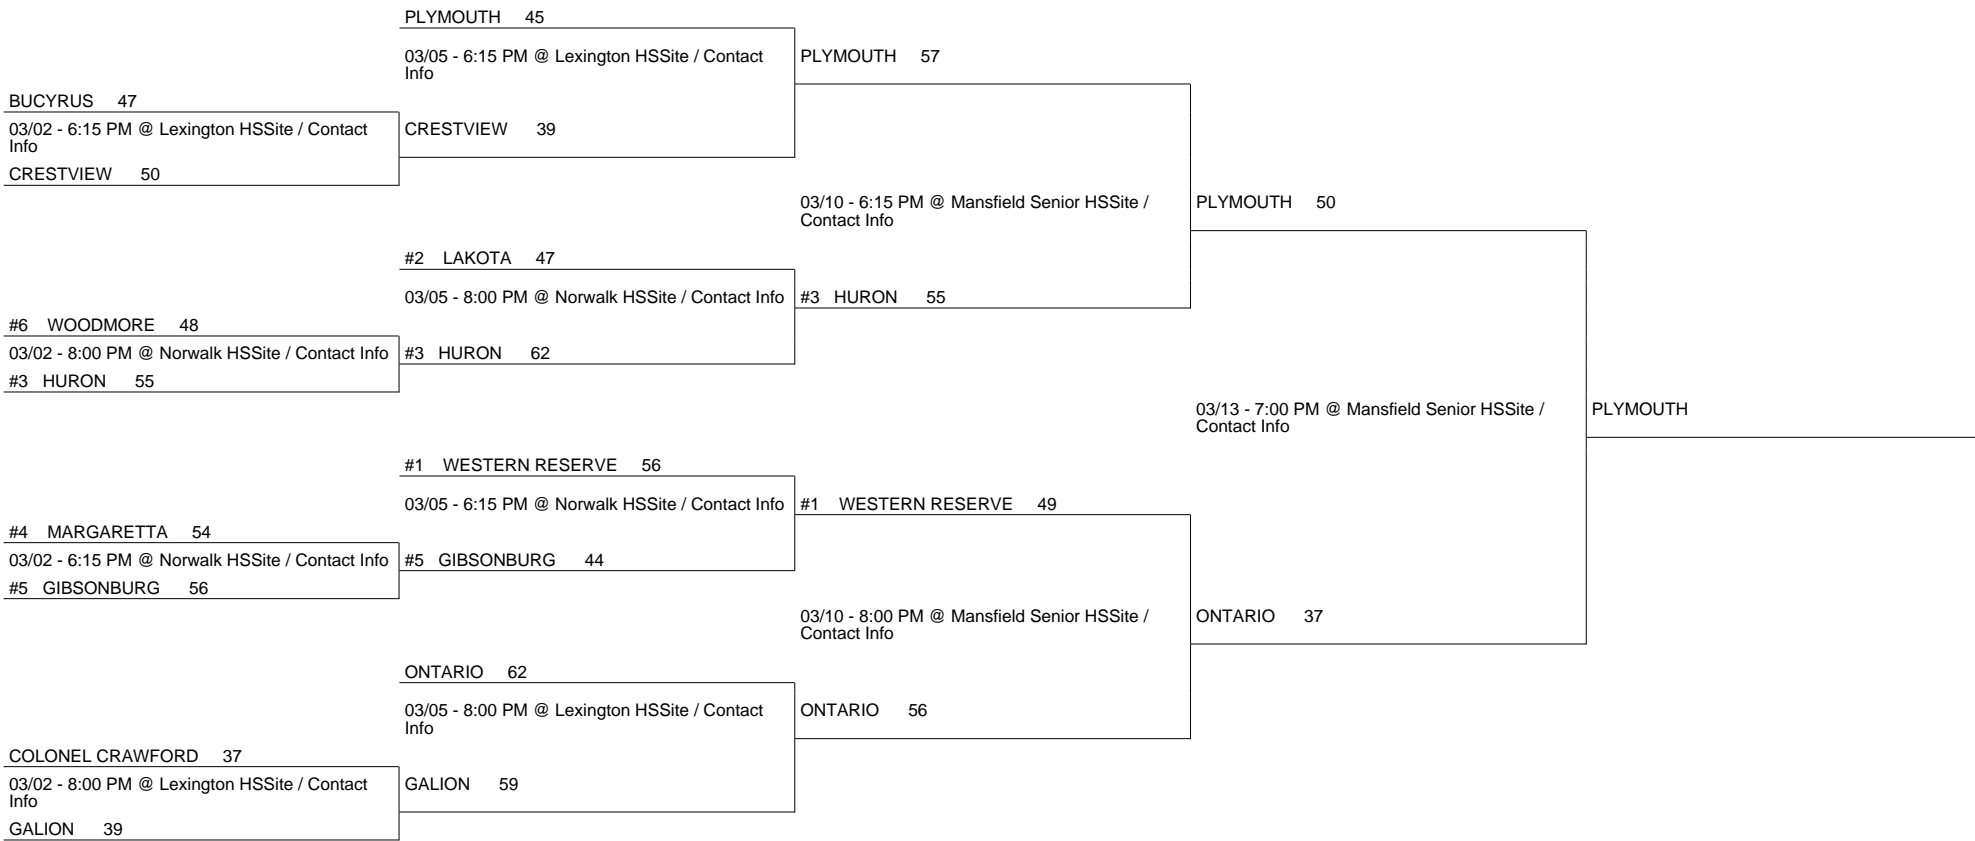 PLYMOUTH 45
03/05 - 6:15 PM @ Lexington HSSite / Contact
Info
PLYMOUTH 57
BUCYRUS 47
03/02 - 6:15 PM @ Lexington HSSite / Contact
Info
CRESTVIEW 39
CRESTVIEW 50
03/10 - 6:15 PM @ Mansfield Senior HSSite /
Contact Info
PLYMOUTH 50
#2 LAKOTA 47
03/05 - 8:00 PM @ Norwalk HSSite / Contact Info
#3 HURON 55
#6 WOODMORE 48
03/02 - 8:00 PM @ Norwalk HSSite / Contact Info
#3 HURON 62
#3 HURON 55
03/13 - 7:00 PM @ Mansfield Senior HSSite /
Contact Info
PLYMOUTH
#1 WESTERN RESERVE 56
03/05 - 6:15 PM @ Norwalk HSSite / Contact Info
#1 WESTERN RESERVE 49
#4 MARGARETTA 54
03/02 - 6:15 PM @ Norwalk HSSite / Contact Info
#5 GIBSONBURG 44
#5 GIBSONBURG 56
03/10 - 8:00 PM @ Mansfield Senior HSSite /
Contact Info
ONTARIO 37
ONTARIO 62
03/05 - 8:00 PM @ Lexington HSSite / Contact
Info
ONTARIO 56
COLONEL CRAWFORD 37
03/02 - 8:00 PM @ Lexington HSSite / Contact
Info
GALION 59
GALION 39